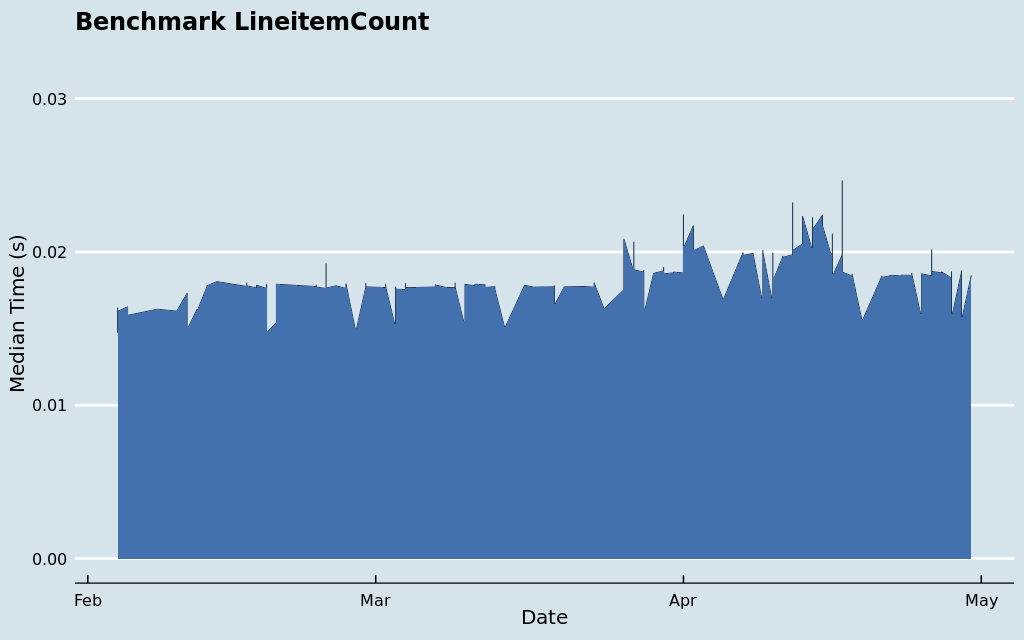 Benchmark LineitemCount
Median Time (s)
0.03
0.02
0.01
0.00
Feb
Mar
Apr
May
Date